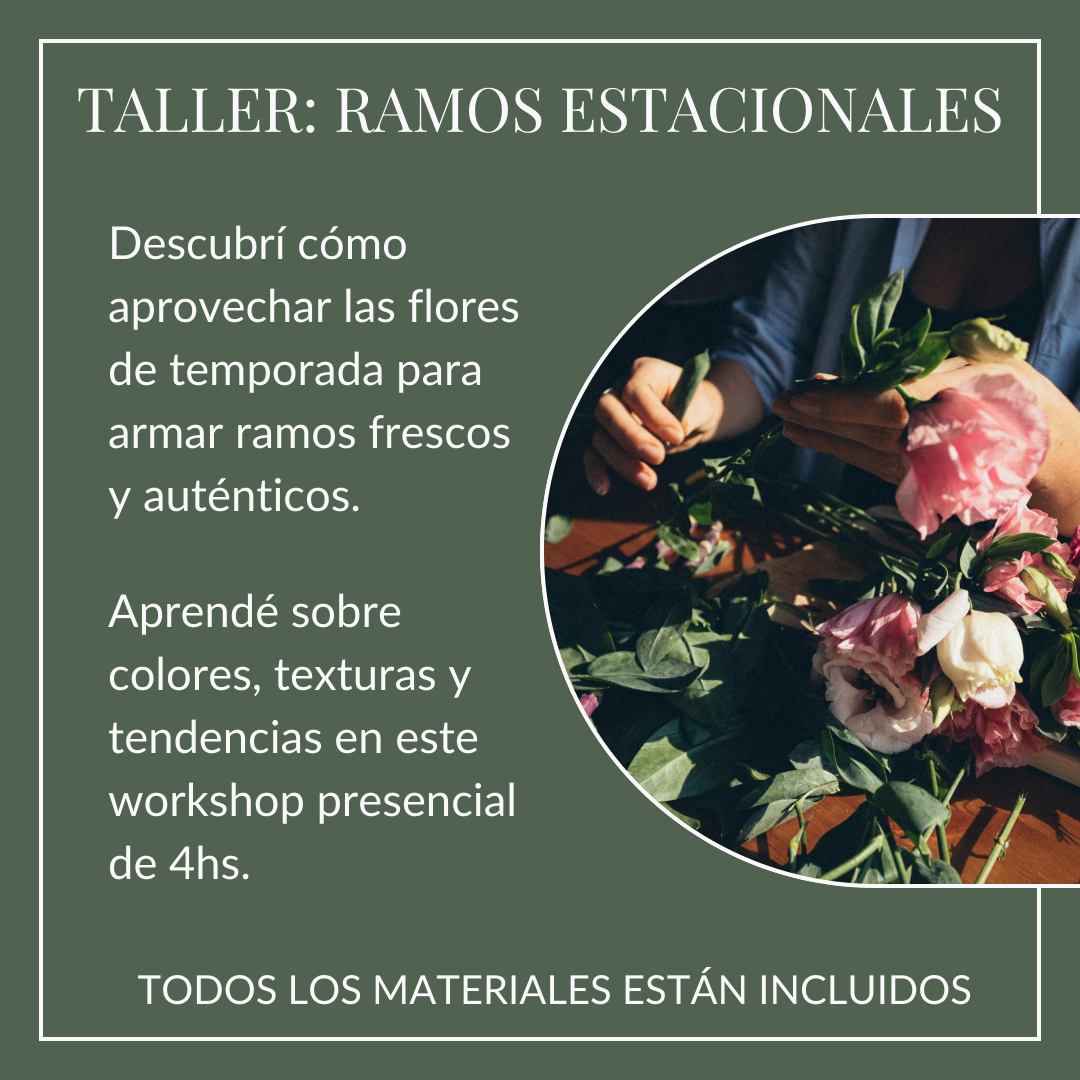 TALLER: RAMOS ESTACIONALES
Descubrí cómo
aprovechar las flores
de temporada para
armar ramos frescos
y auténticos.
Aprendé sobre
colores, texturas y
tendencias en este
workshop presencial
de 4hs.
TODOS LOS MATERIALES ESTÁN INCLUIDOS